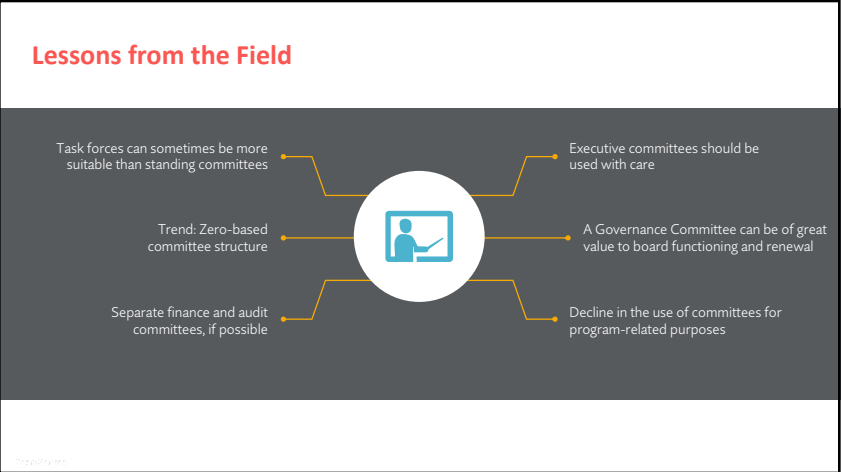 Lessons from the Field
Task forces can sometimes be more
suitable than standing committees
Trend: Zero-based
committee structure
Separate finance and audit
committees, if possible
Executive committees should be
used with care
A Governance Committee can be of great
value to board functioning and renewal
Decline in the use of committees for
program-related purposes